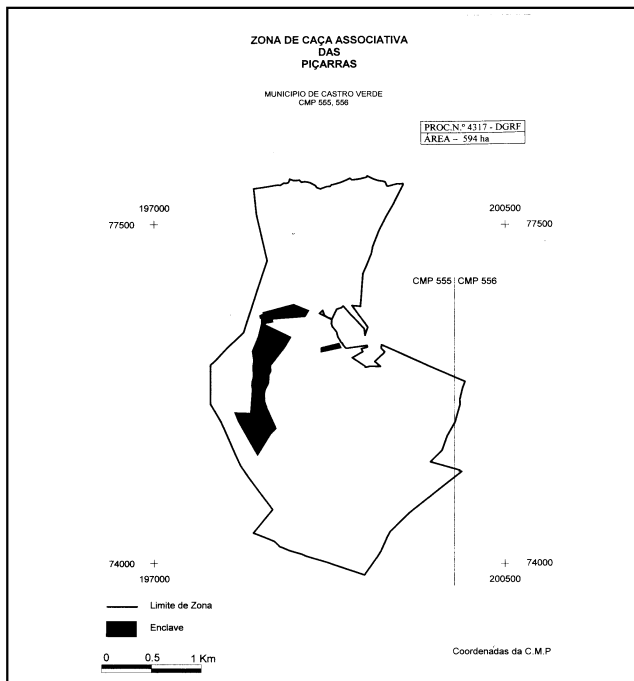 ZONA DE CAÇA ASSOCIATIVA
DAS
PIÇARRAS
MUNICIPIO DE CASTRO VERDE
CMP 555, 556
PROC.N.º 4317 - DGRF
ÁREA – 594 ha
197000
200500
77500
77500
CMP 555
CMP 556
74000
74000
197000
200500
Limite de Zona
Enclave
0 0.5 1 Km
Coordenadas da C.M.P